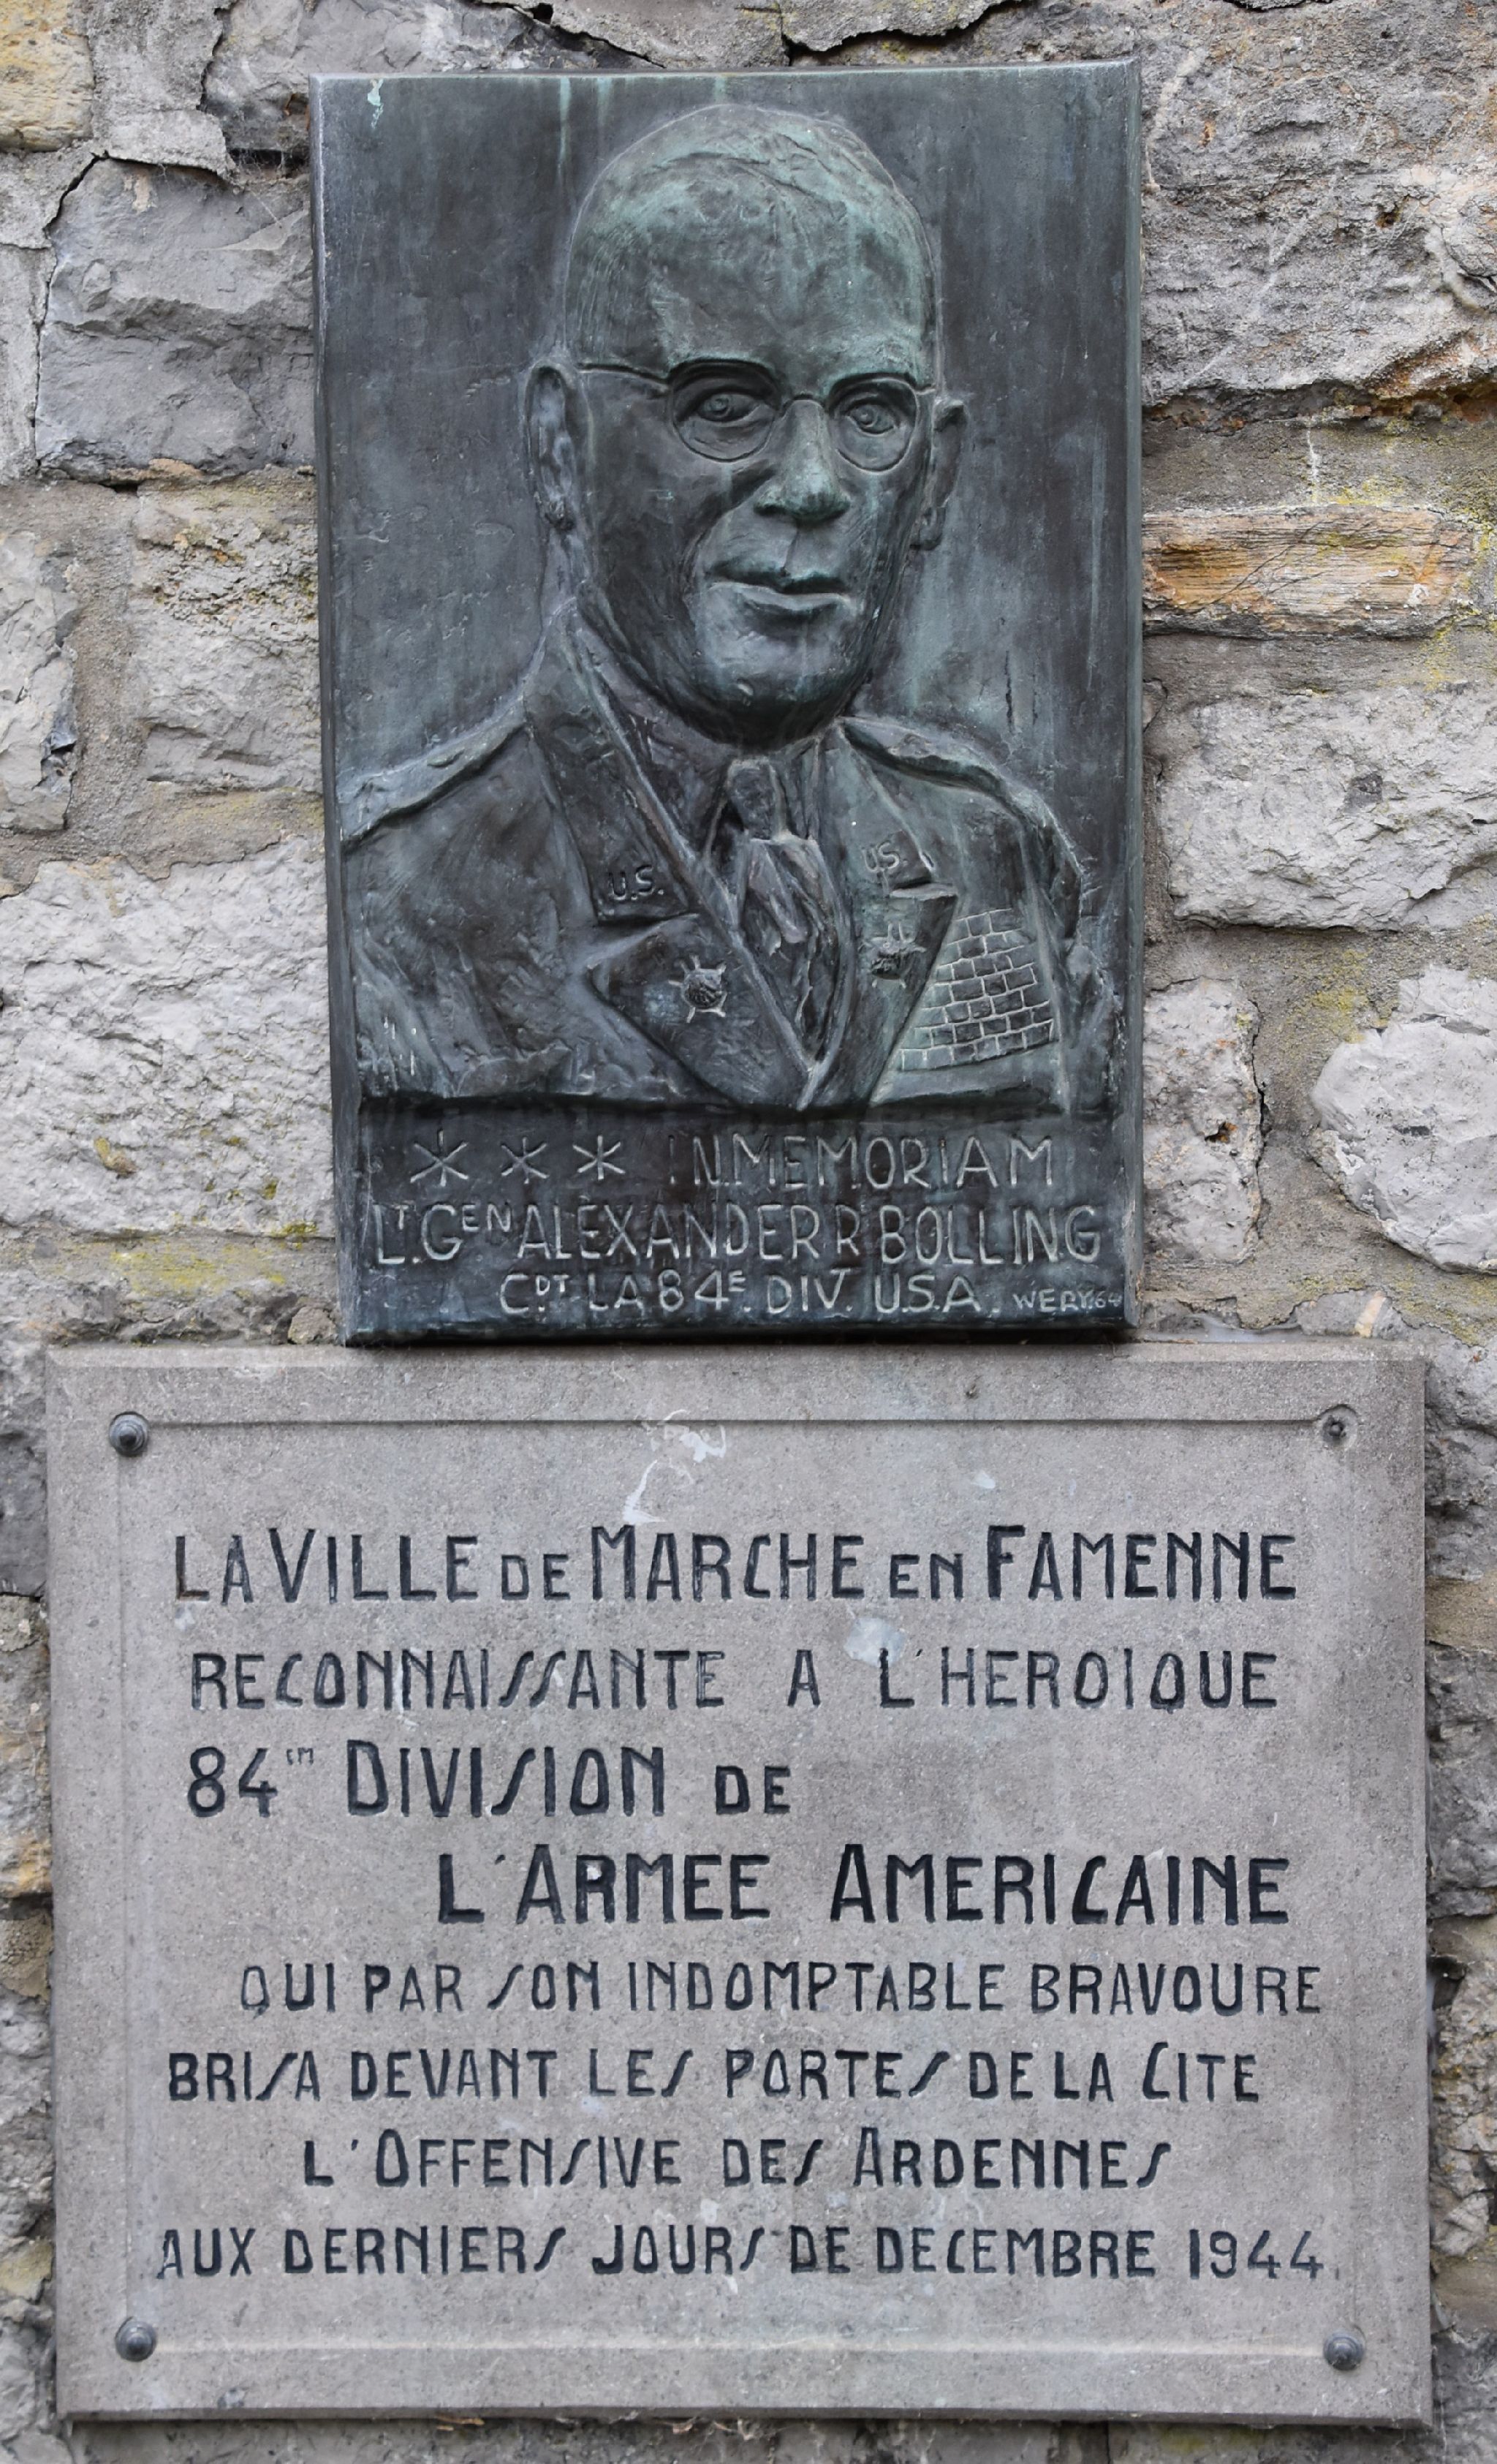 U.S. U.S.
*** IN MEMORIAM
LT. GEN ALEXANDER R BOLLING
CDT LA 84E. DIV. U.S.A. WERY.64
LA VILLE DE MARCHE EN FAMENNE
RECONNAISSANTE A L'HEROÏQUE
84EM DIVISION DE
L'ARMEE AMERICAINE
QUI PAR SON INDOMPTABLE BRAVOURE
BRISA DEVANT LES PORTES DE LA CITE
L'OFFENSIVE DES ARDENNES
AUX DERNIERS JOURS DE DECEMBRE 1944.